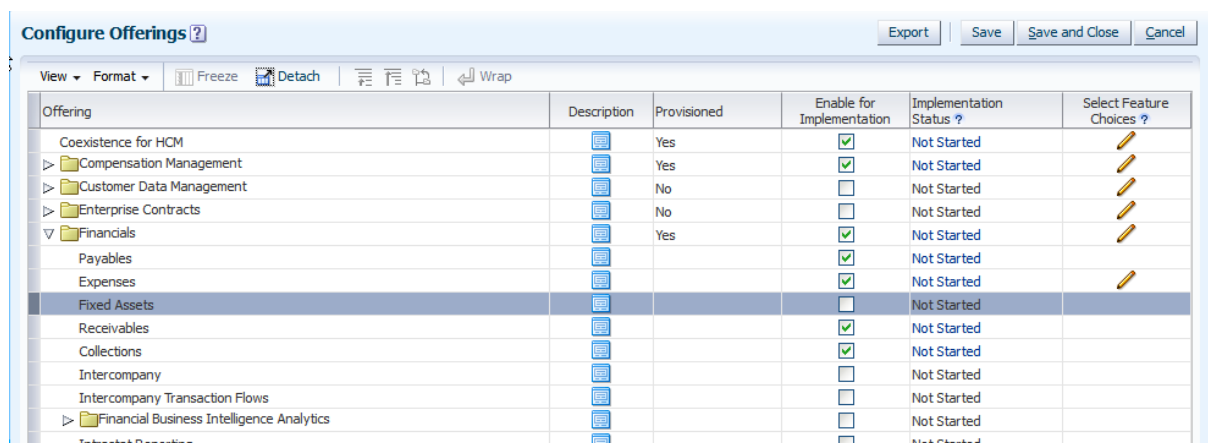 Configure Offerings ? Export Save Save and Close Cancel
View Format Freeze Detach Wrap
Offering Description Provisioned Enable for Implementation Implementation Status ? Select Feature Choices ?
Coexistence for HCM Yes Not Started
Compensation Management Yes Not Started
Customer Data Management No Not Started
Enterprise Contracts No Not Started
Financials Yes Not Started
Payables Not Started
Expenses Not Started
Fixed Assets Not Started
Receivables Not Started
Collections Not Started
Intercompany Not Started
Intercompany Transaction Flows Not Started
Financial Business Intelligence Analytics Not Started
Intrastat Reporting Not Started